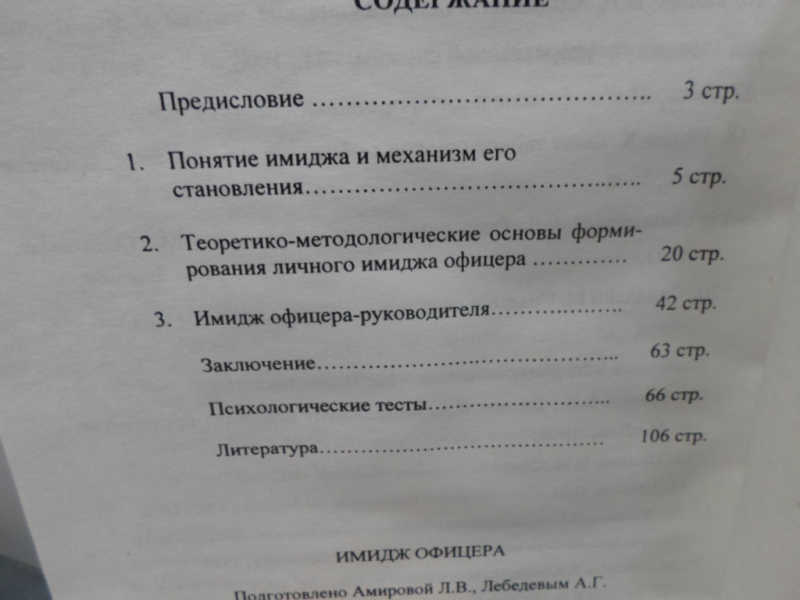 СОДЕРЖАНИЕ
Предисловие ………………………………………….. 3 стр.
1. Понятие имиджа и механизм его
становления…………………………………..….. 5 стр.
2. Теоретико-методологические основы форми-
рования личного имиджа офицера ………… 20 стр.
3. Имидж офицера-руководителя……………….. 42 стр.
Заключение……………………………………….. 63 стр.
Психологические тесты……………………….. 66 стр.
Литература……………………………………… 106 стр.
ИМИДЖ ОФИЦЕРА
Подготовлено Амировой Л.В., Лебедевым А.Г.